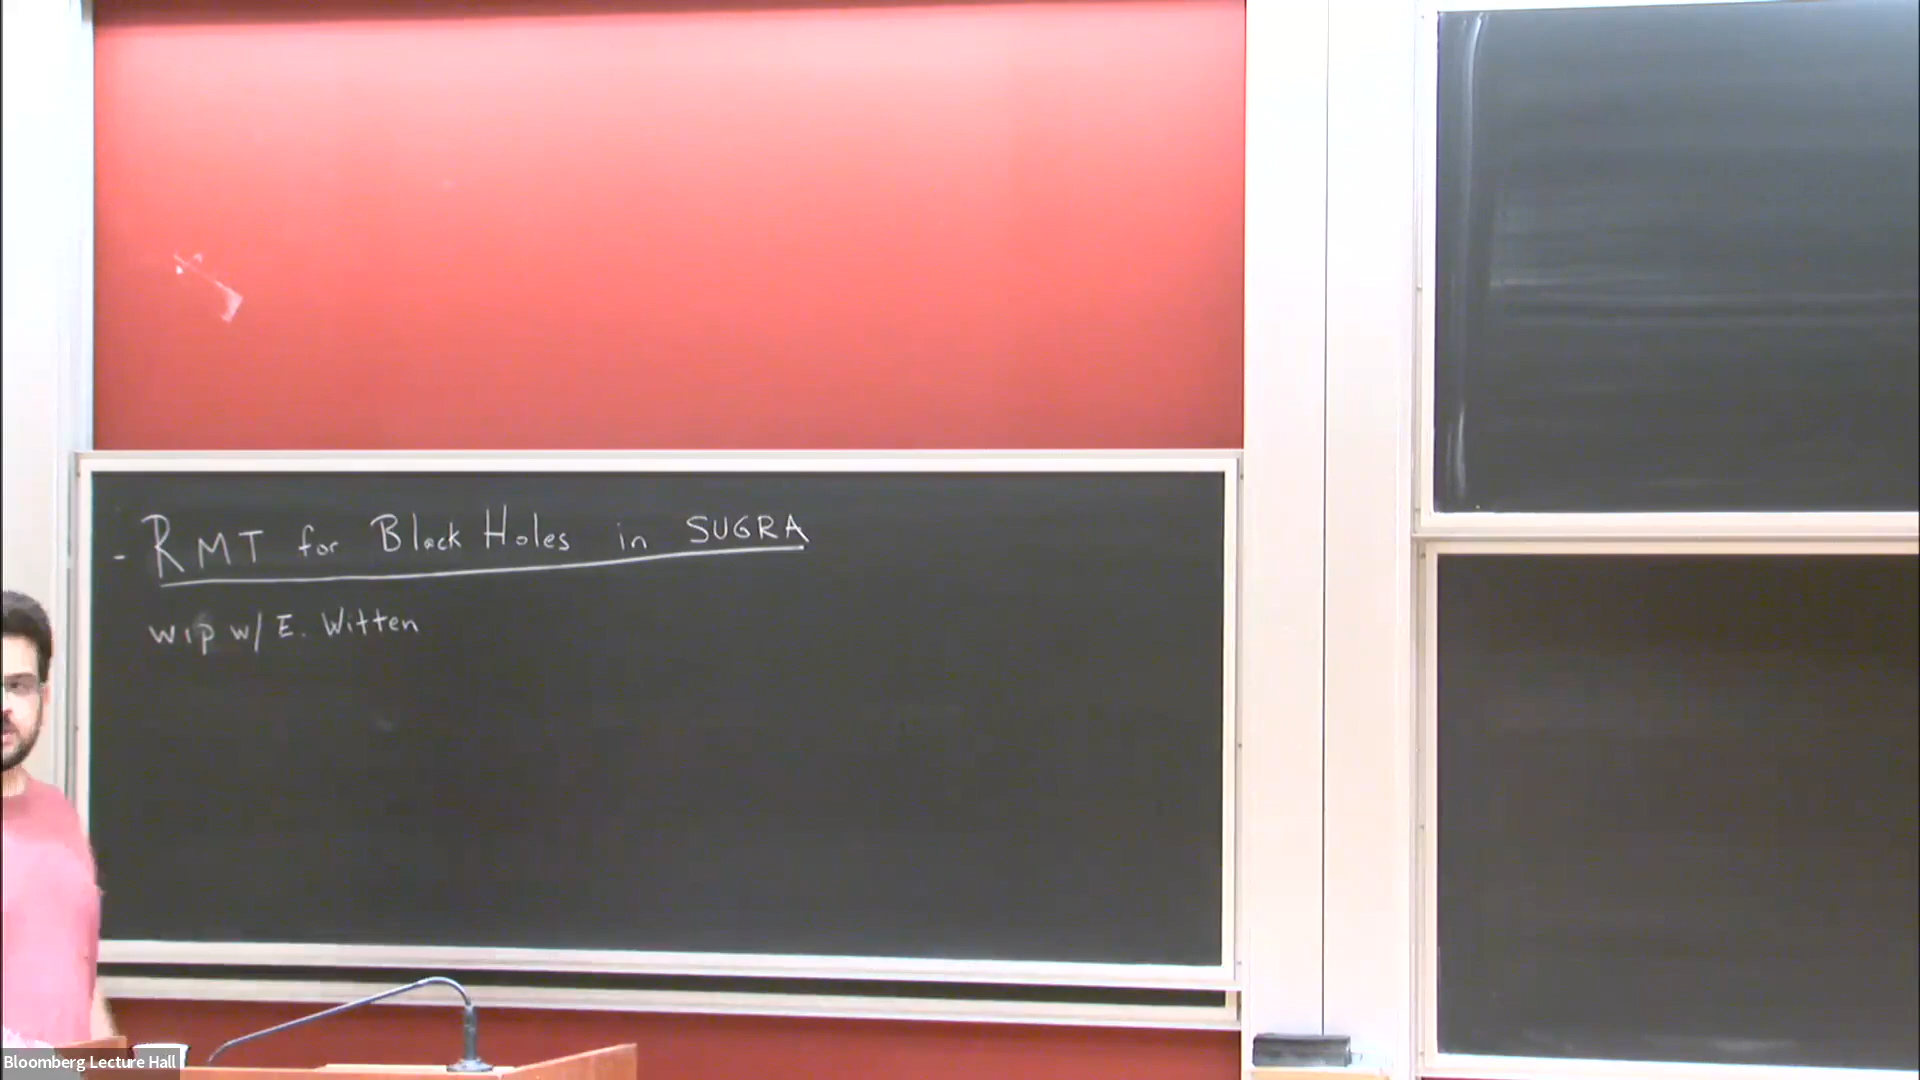 - RMT for Black Holes in SUGRA
wip w/ E. Witten
Bloomberg Lecture Hall